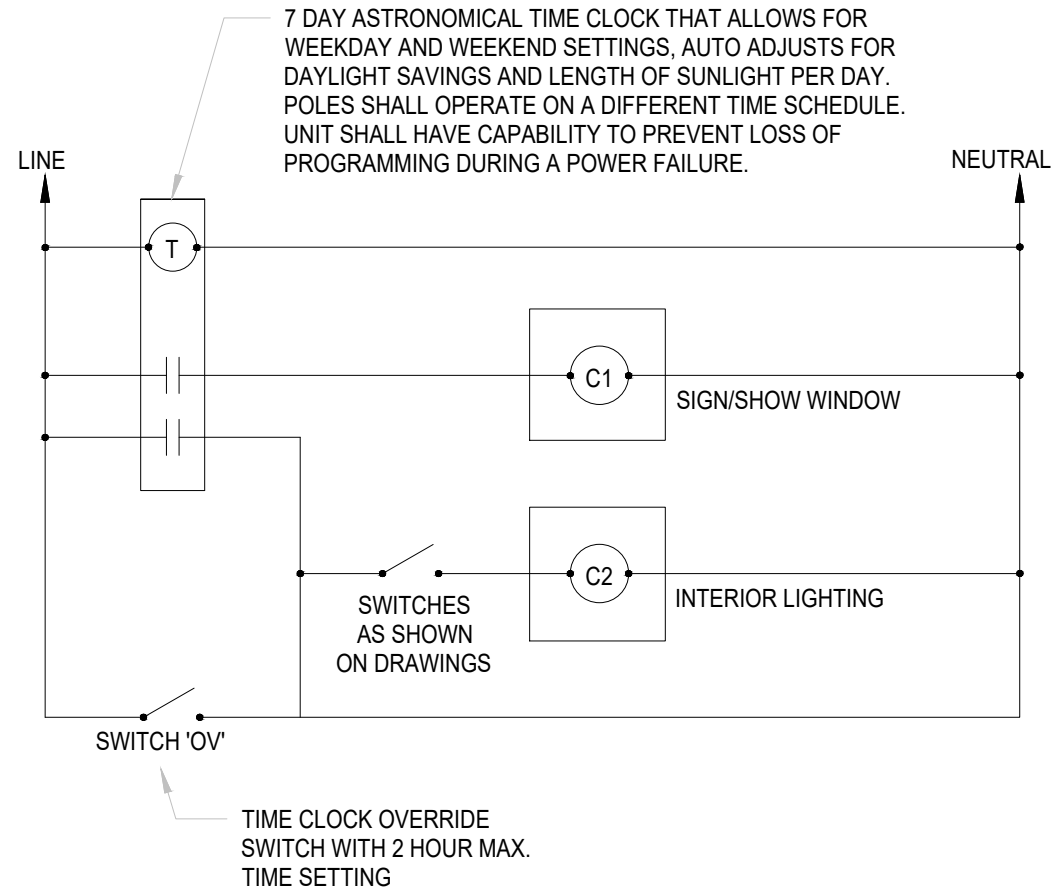 7 DAY ASTRONOMICAL TIME CLOCK THAT ALLOWS FOR
WEEKDAY AND WEEKEND SETTINGS, AUTO ADJUSTS FOR
DAYLIGHT SAVINGS AND LENGTH OF SUNLIGHT PER DAY.
POLES SHALL OPERATE ON A DIFFERENT TIME SCHEDULE.
UNIT SHALL HAVE CAPABILITY TO PREVENT LOSS OF
PROGRAMMING DURING A POWER FAILURE.
LINE
NEUTRAL
T
C1
SIGN/SHOW WINDOW
C2
INTERIOR LIGHTING
SWITCHES
AS SHOWN
ON DRAWINGS
SWITCH 'OV'
TIME CLOCK OVERRIDE
SWITCH WITH 2 HOUR MAX.
TIME SETTING